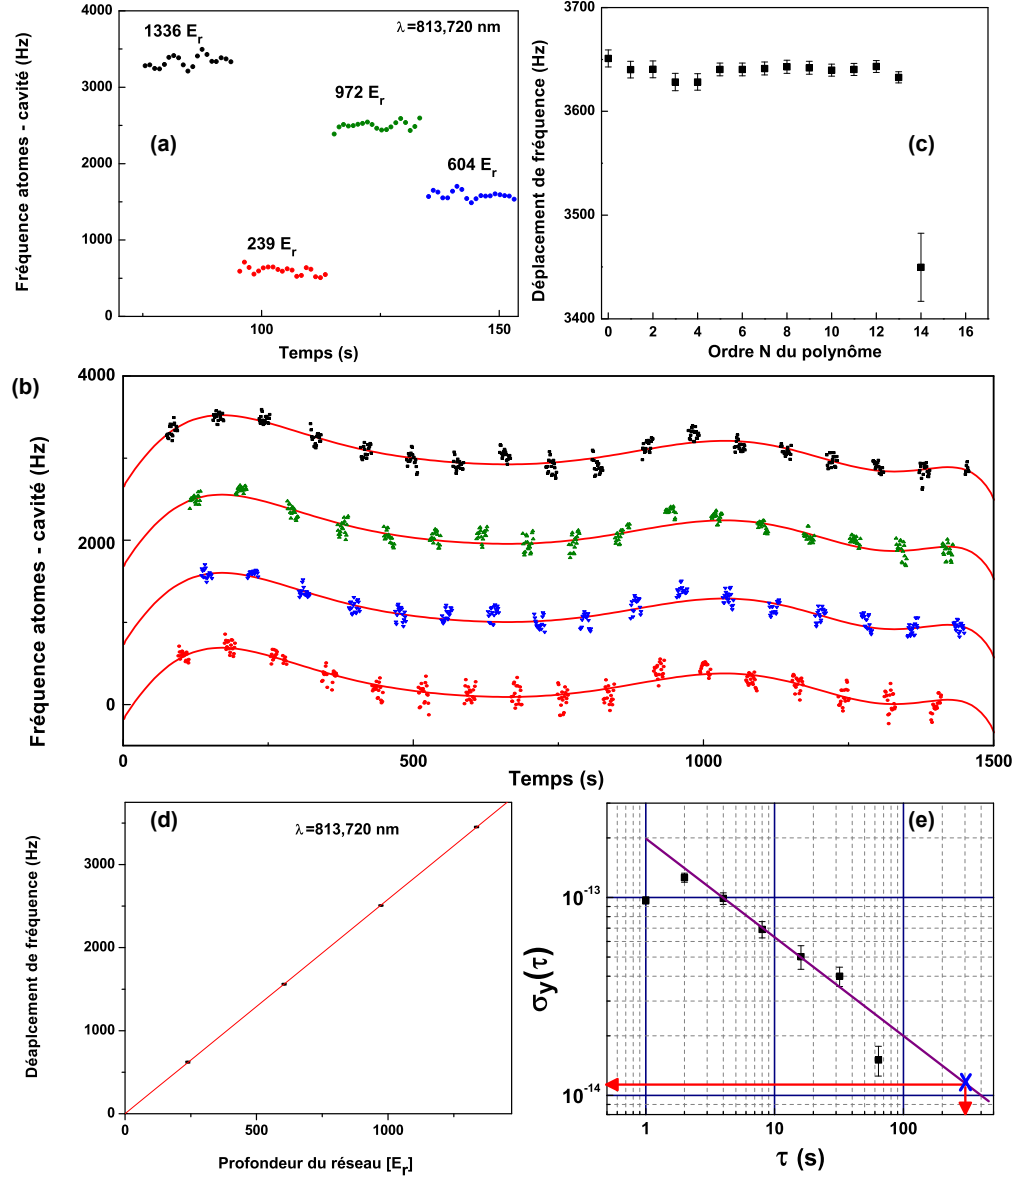 4000
3000
2000
1000
0
Fréquence atomes - cavité (Hz)
1336 Er
λ=813,720 nm
972 Er
(a)
604 Er
239 Er
100
150
Temps (s)
3700
3600
3500
3400
Déplacement de fréquence (Hz)
(c)
0 2 4 6 8 10 12 14 16
Ordre N du polynôme
(b)
4000
2000
0
Fréquence atomes - cavité (Hz)
0 500 1000 1500
Temps (s)
(d)
λ=813,720 nm
3000
2000
1000
0
Déaplcement de fréquence (Hz)
0 1000
Profondeur du réseau [Er]
(e)
10-13
10-14
σy(τ)
1 10 100
τ (s)